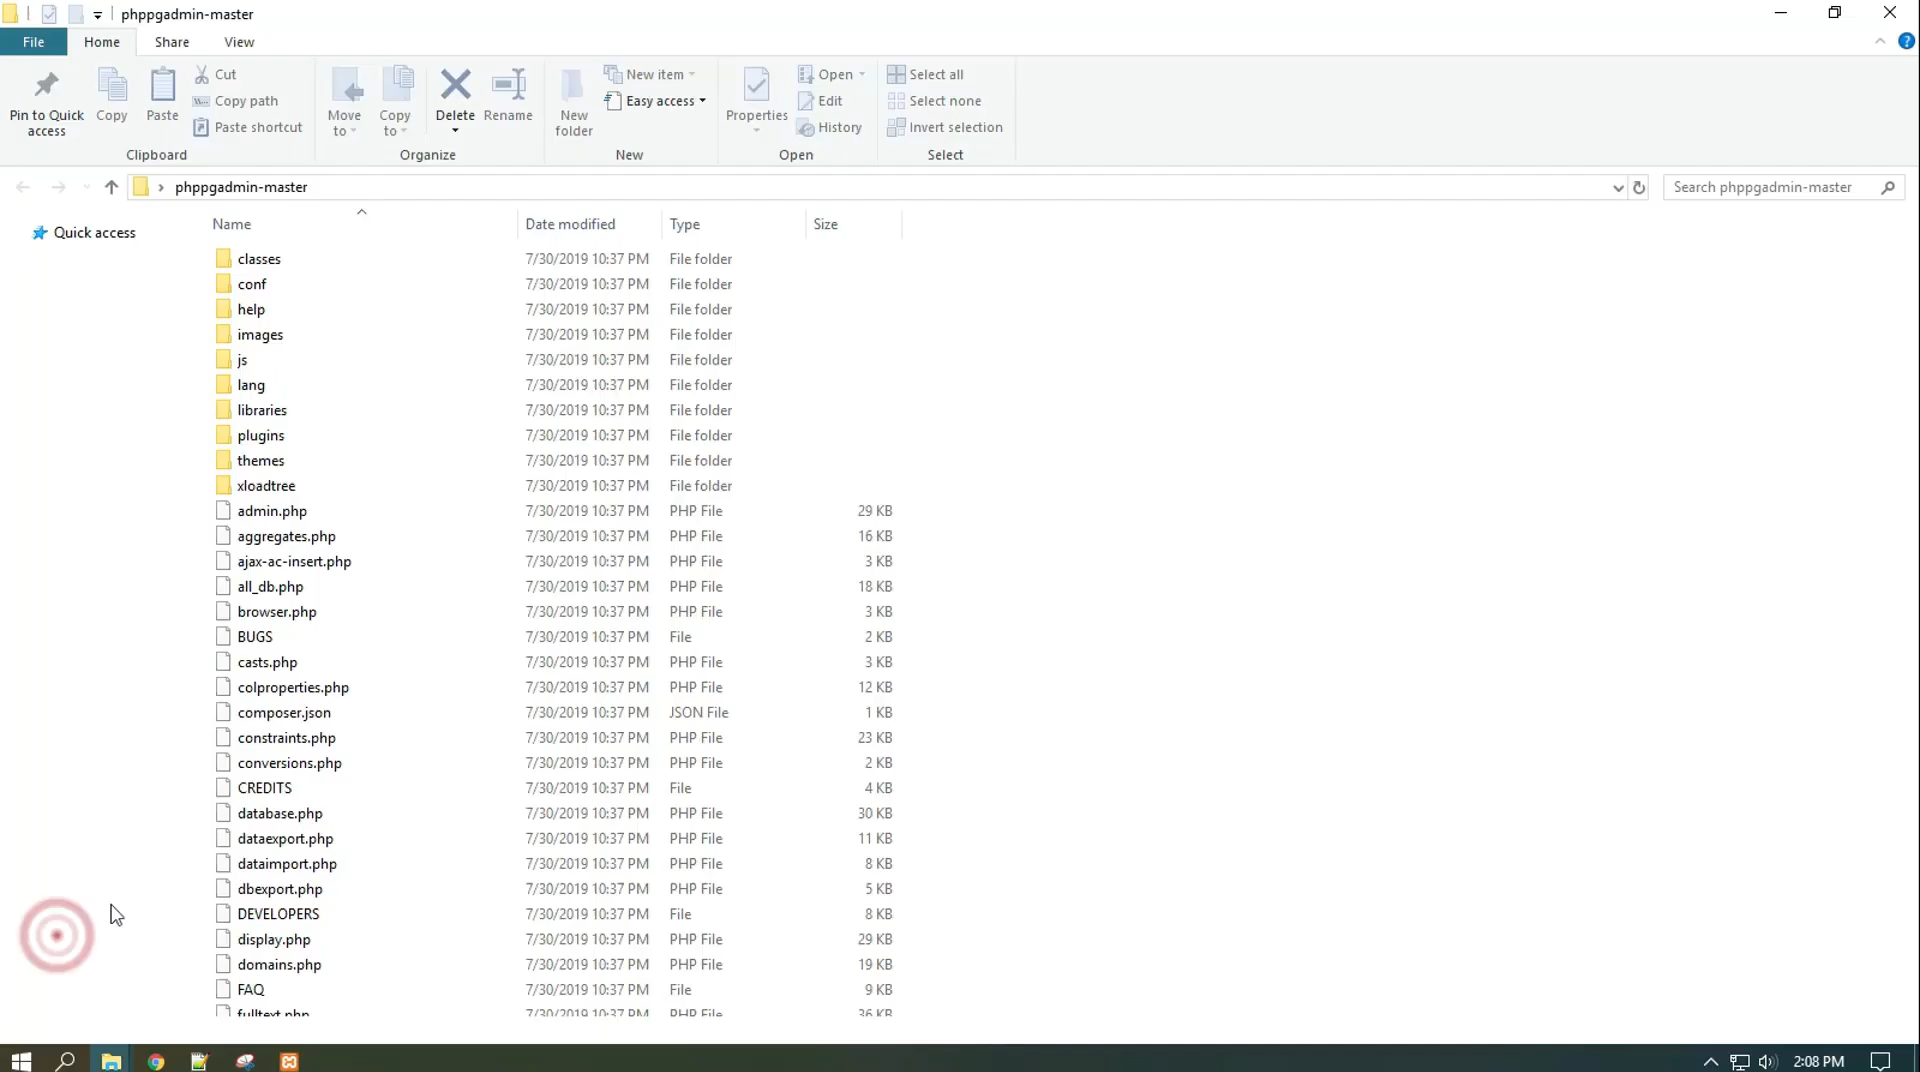 phppgadmin-master
File Home Share View
Pin to Quick access
Copy
Paste
Cut
Copy path
Paste shortcut
Clipboard
Move to
Copy to
Delete
Rename
Organize
New folder
New item
Easy access
New
Properties
Open
Edit
History
Open
Select all
Select none
Invert selection
Select
phppgadmin-master
Search phppgadmin-master
Quick access
Name Date modified Type Size
classes 7/30/2019 10:37 PM File folder
conf 7/30/2019 10:37 PM File folder
help 7/30/2019 10:37 PM File folder
images 7/30/2019 10:37 PM File folder
js 7/30/2019 10:37 PM File folder
lang 7/30/2019 10:37 PM File folder
libraries 7/30/2019 10:37 PM File folder
plugins 7/30/2019 10:37 PM File folder
themes 7/30/2019 10:37 PM File folder
xloadtree 7/30/2019 10:37 PM File folder
admin.php 7/30/2019 10:37 PM PHP File 29 KB
aggregates.php 7/30/2019 10:37 PM PHP File 16 KB
ajax-ac-insert.php 7/30/2019 10:37 PM PHP File 3 KB
all_db.php 7/30/2019 10:37 PM PHP File 18 KB
browser.php 7/30/2019 10:37 PM PHP File 3 KB
BUGS 7/30/2019 10:37 PM File 2 KB
casts.php 7/30/2019 10:37 PM PHP File 3 KB
colproperties.php 7/30/2019 10:37 PM PHP File 12 KB
composer.json 7/30/2019 10:37 PM JSON File 1 KB
constraints.php 7/30/2019 10:37 PM PHP File 23 KB
conversions.php 7/30/2019 10:37 PM PHP File 2 KB
CREDITS 7/30/2019 10:37 PM File 4 KB
database.php 7/30/2019 10:37 PM PHP File 30 KB
dataexport.php 7/30/2019 10:37 PM PHP File 11 KB
dataimport.php 7/30/2019 10:37 PM PHP File 8 KB
dbexport.php 7/30/2019 10:37 PM PHP File 5 KB
DEVELOPERS 7/30/2019 10:37 PM File 8 KB
display.php 7/30/2019 10:37 PM PHP File 29 KB
domains.php 7/30/2019 10:37 PM PHP File 19 KB
FAQ 7/30/2019 10:37 PM File 9 KB
fulltext.php 7/30/2019 10:37 PM PHP File 36 KB
2:08 PM